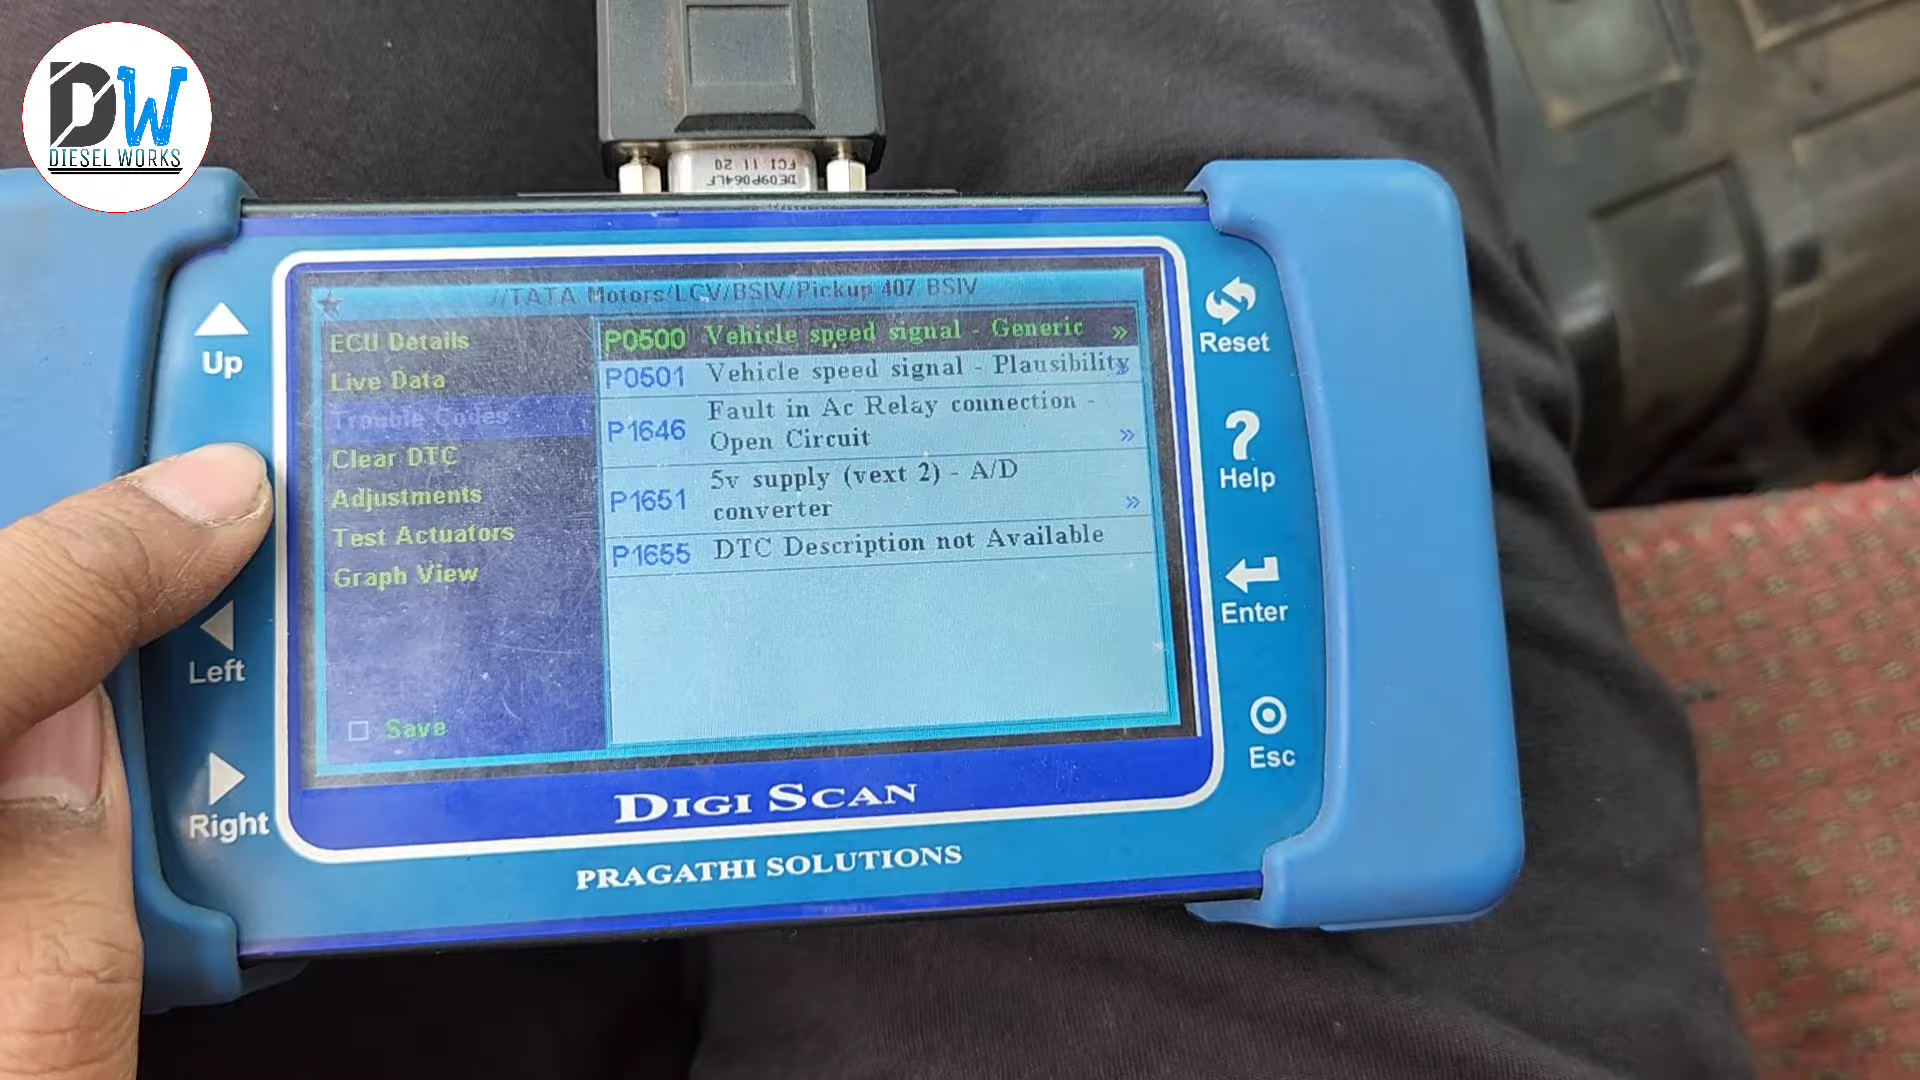 DW
DIESEL WORKS
FCI 11 20
DE09P064LF
//TATA Motors/LCV/BSIV/Pickup 407 BSIV
ECU Details
Live Data
Trouble Codes
Clear DTC
Adjustments
Test Actuators
Graph View
Save
P0500 Vehicle speed signal - Generic »
P0501 Vehicle speed signal - Plausibility »
P1646 Fault in Ac Relay connection -
Open Circuit »
P1651 5v supply (vext 2) - A/D
converter »
P1655 DTC Description not Available
Up
Left
Right
Reset
? Help
Enter
Esc
DIGI SCAN
PRAGATHI SOLUTIONS